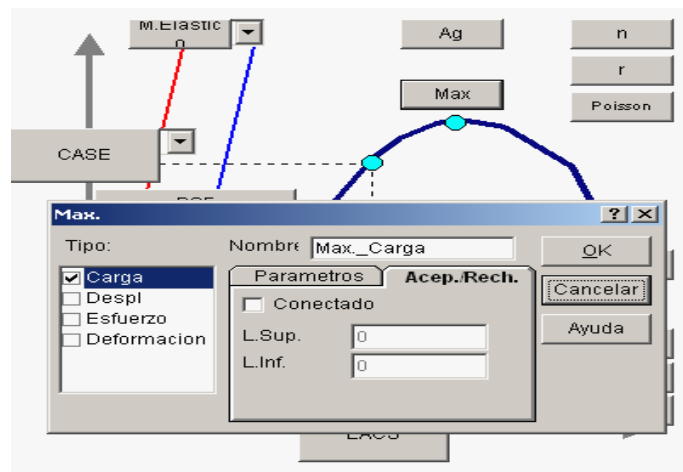 M.Elastic
Ag
n
r
Max
Poisson
CASE
Max.
Tipo:
Nombre
Max._Carga
OK
Carga
Despl
Esfuerzo
Deformacion
Parametros
Acep./Rech.
Cancelar
Conectado
Ayuda
L.Sup.
0
L.Inf.
0